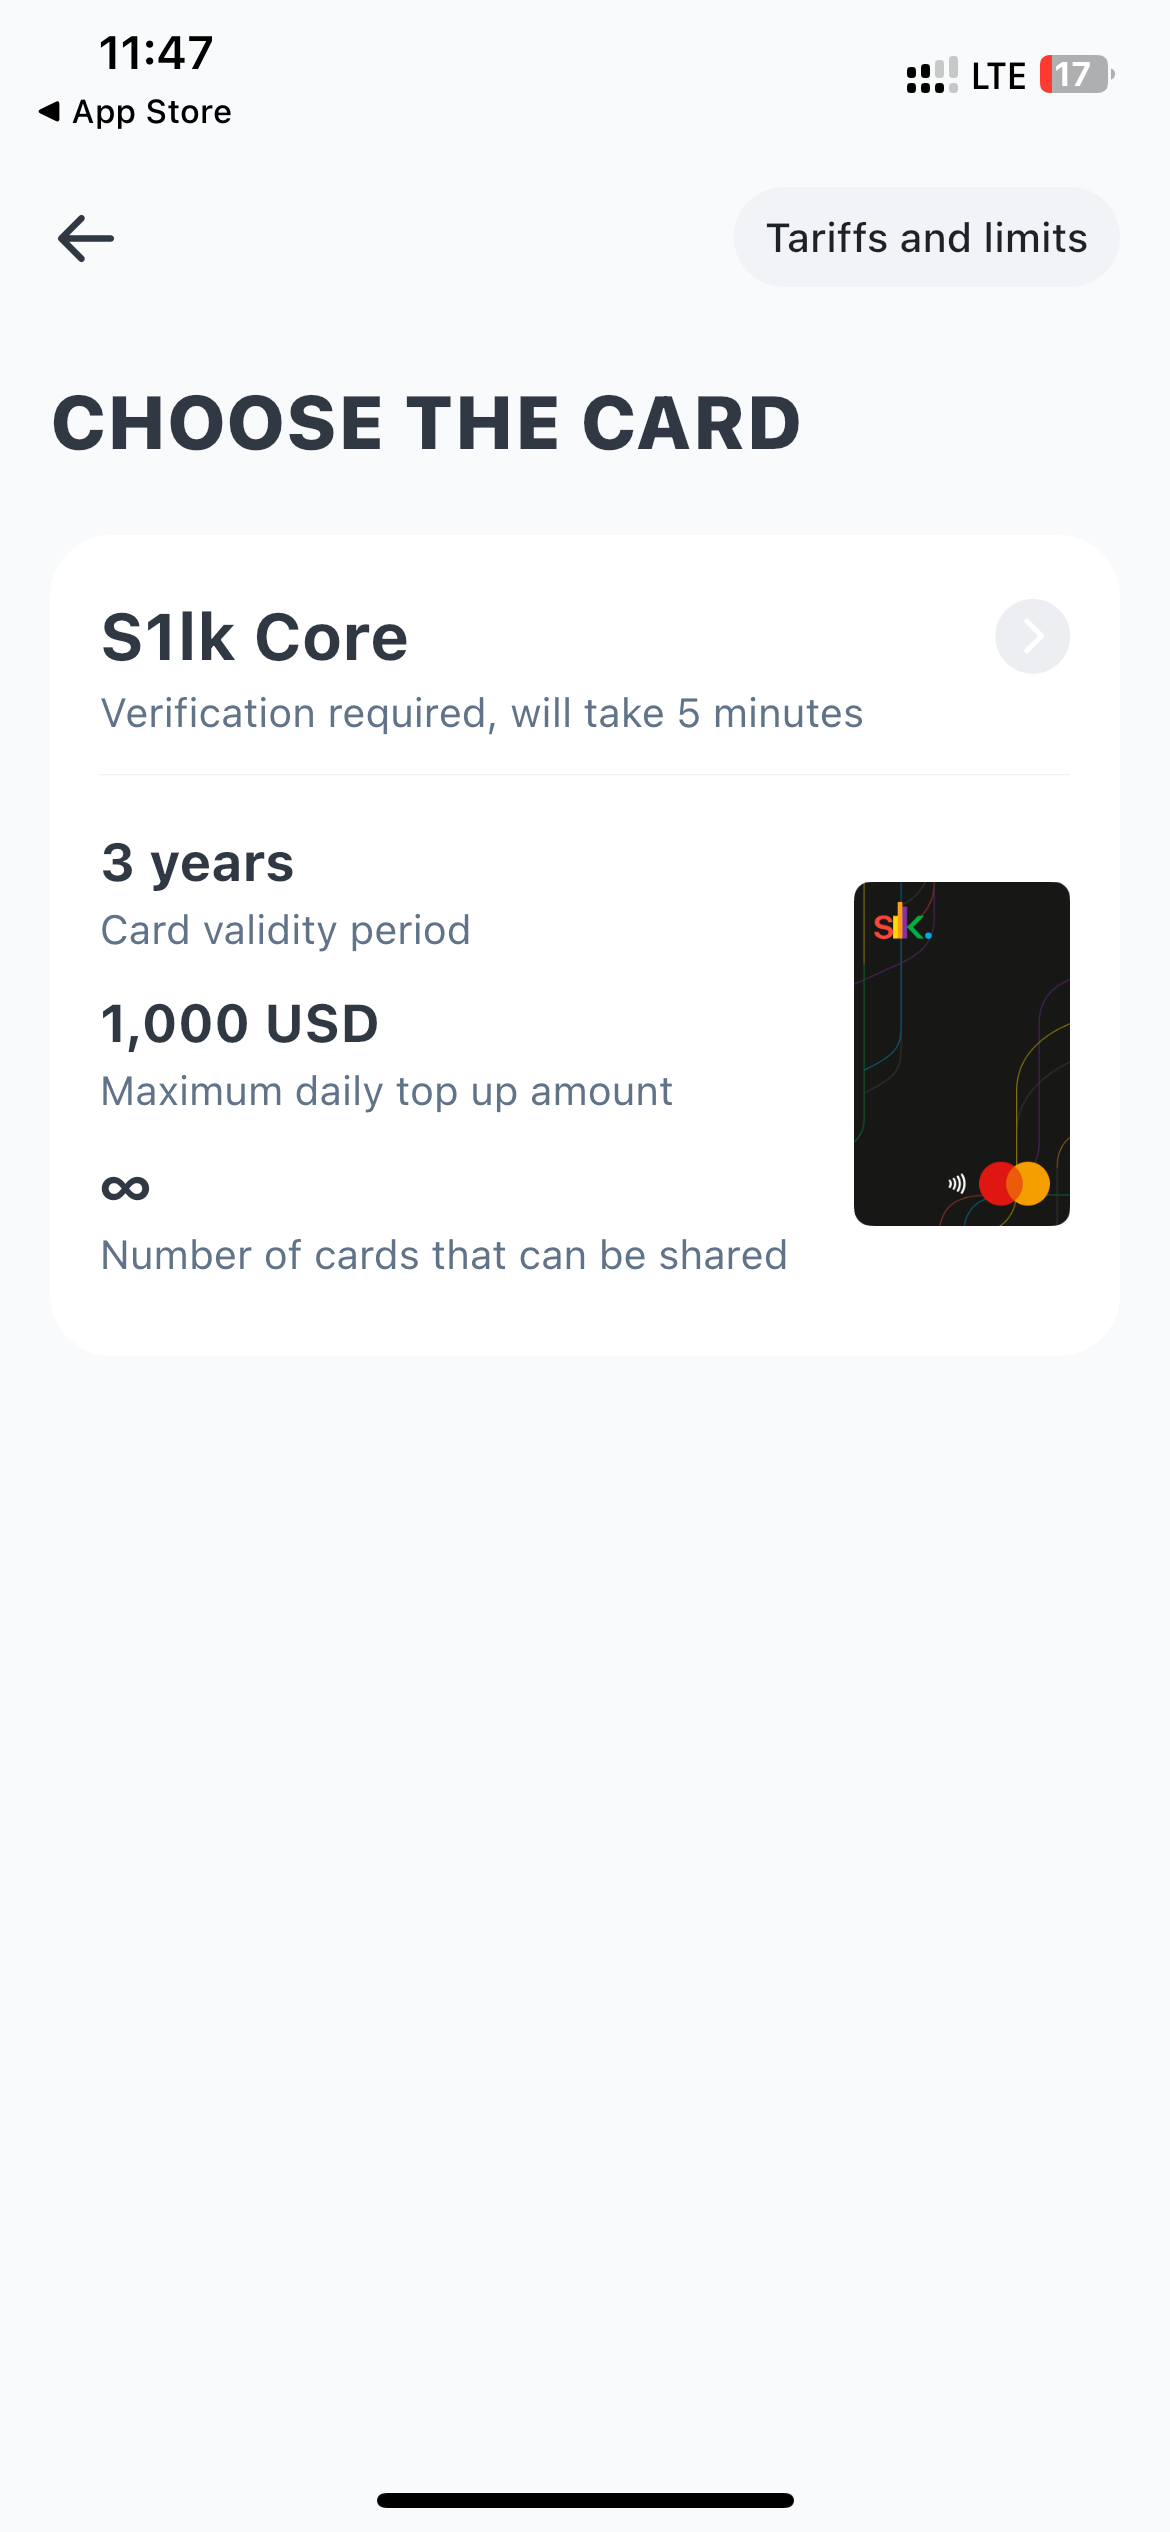 11:47
LTE 17
◀ App Store
Tariffs and limits
CHOOSE THE CARD
S1lk Core
Verification required, will take 5 minutes
3 years
Card validity period
1,000 USD
Maximum daily top up amount
∞
Number of cards that can be shared
s1k.